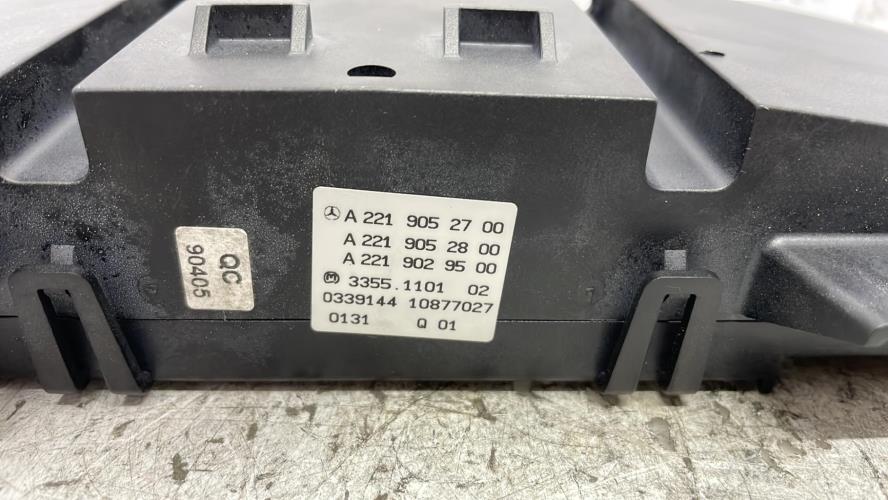 A 221 905 27 00
A 221 905 28 00
A 221 902 95 00
M 3355.1101 02
0339144 10877027
0131 Q 01
QC
90405